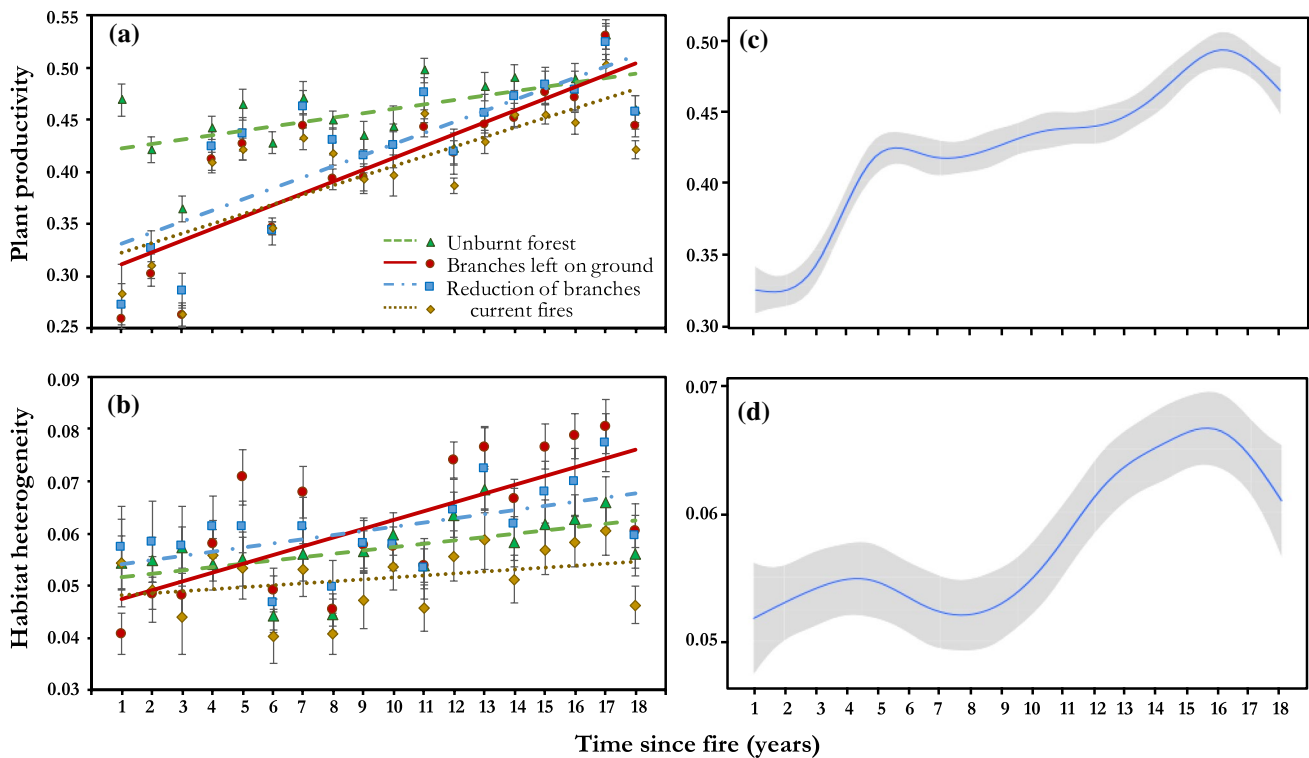 (a)
Plant productivity
0.55
0.50
0.45
0.40
0.35
0.30
0.25
Unburnt forest
Branches left on ground
Reduction of branches
current fires
(c)
0.50
0.45
0.40
0.35
0.30
(b)
Habitat heterogeneity
0.09
0.08
0.07
0.06
0.05
0.04
0.03
1 2 3 4 5 6 7 8 9 10 11 12 13 14 15 16 17 18
(d)
0.07
0.06
0.05
1 2 3 4 5 6 7 8 9 10 11 12 13 14 15 16 17 18
Time since fire (years)